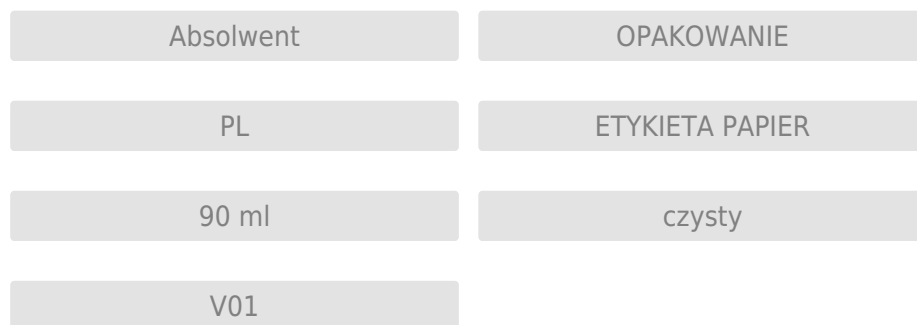 Absolwent
OPAKOWANIE
PL
ETYKIETA PAPIER
90 ml
czysty
V01